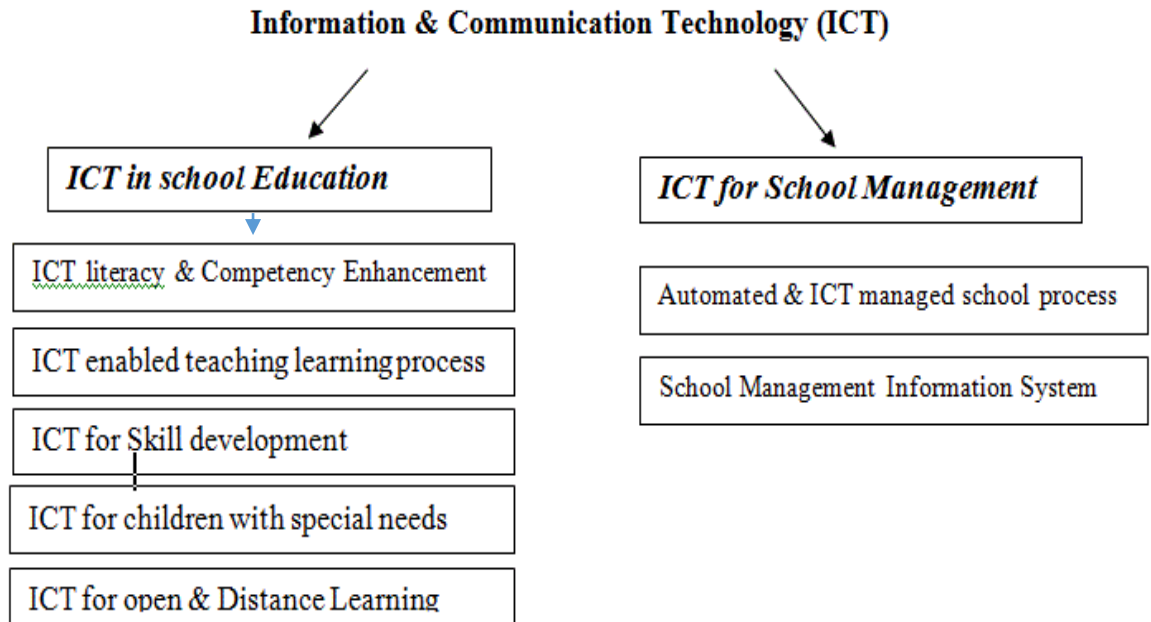 Information & Communication Technology (ICT)
ICT in school Education
ICT literacy & Competency Enhancement
ICT enabled teaching learning process
ICT for Skill development
ICT for children with special needs
ICT for open & Distance Learning
ICT for School Management
Automated & ICT managed school process
School Management Information System